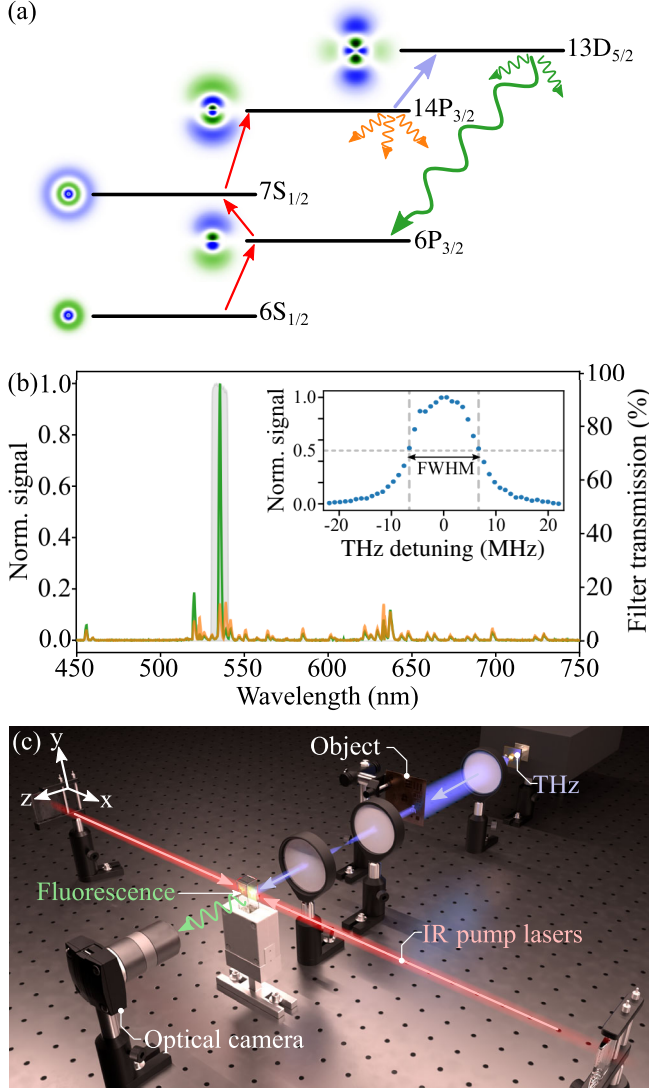 (a)
13D5/2
14P3/2
7S1/2
6P3/2
6S1/2
(b)
Norm. signal
1.0
0.8
0.6
0.4
0.2
0.0
450 500 550 600 650 700 750
Wavelength (nm)
100
80
60
40
20
0
Filter transmission (%)
Norm. signal
1.0
0.5
0.0
FWHM
-20 -10 0 10 20
THz detuning (MHz)
(c)
y
z
x
Object
THz
Fluorescence
IR pump lasers
Optical camera